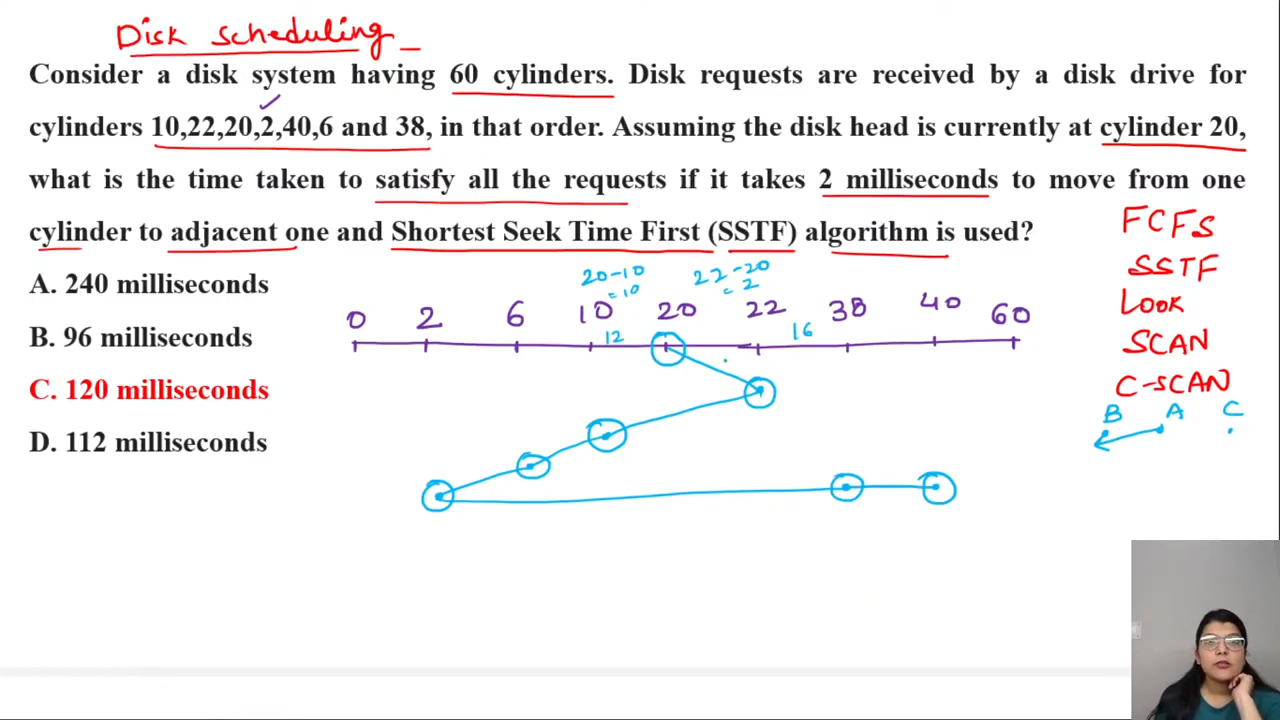 Disk Scheduling
Consider a disk system having 60 cylinders. Disk requests are received by a disk drive for
cylinders 10,22,20,2,40,6 and 38, in that order. Assuming the disk head is currently at cylinder 20,
what is the time taken to satisfy all the requests if it takes 2 milliseconds to move from one
cylinder to adjacent one and Shortest Seek Time First (SSTF) algorithm is used?
A. 240 milliseconds
B. 96 milliseconds
C. 120 milliseconds
D. 112 milliseconds
20-10
=10
22-20
= 2
0 2 6 10 20 22 38 40 60
12 16
FCFS
SSTF
Look
SCAN
C-SCAN
B A C